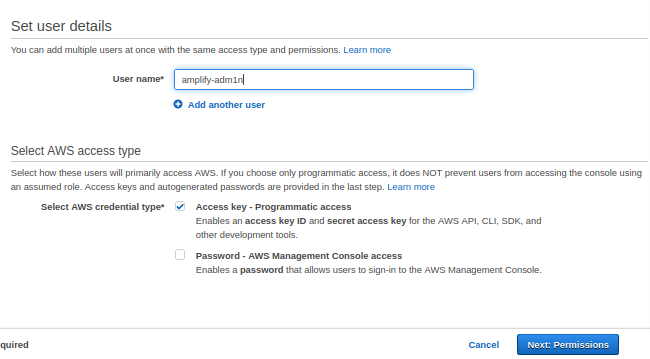 Set user details
You can add multiple users at once with the same access type and permissions. Learn more
User name* amplify-adm1n
Add another user
Select AWS access type
Select how these users will primarily access AWS. If you choose only programmatic access, it does NOT prevent users from accessing the console using
an assumed role. Access keys and autogenerated passwords are provided in the last step. Learn more
Select AWS credential type* Access key - Programmatic access
Enables an access key ID and secret access key for the AWS API, CLI, SDK, and
other development tools.
Password - AWS Management Console access
Enables a password that allows users to sign-in to the AWS Management Console.
quired Cancel Next: Permissions